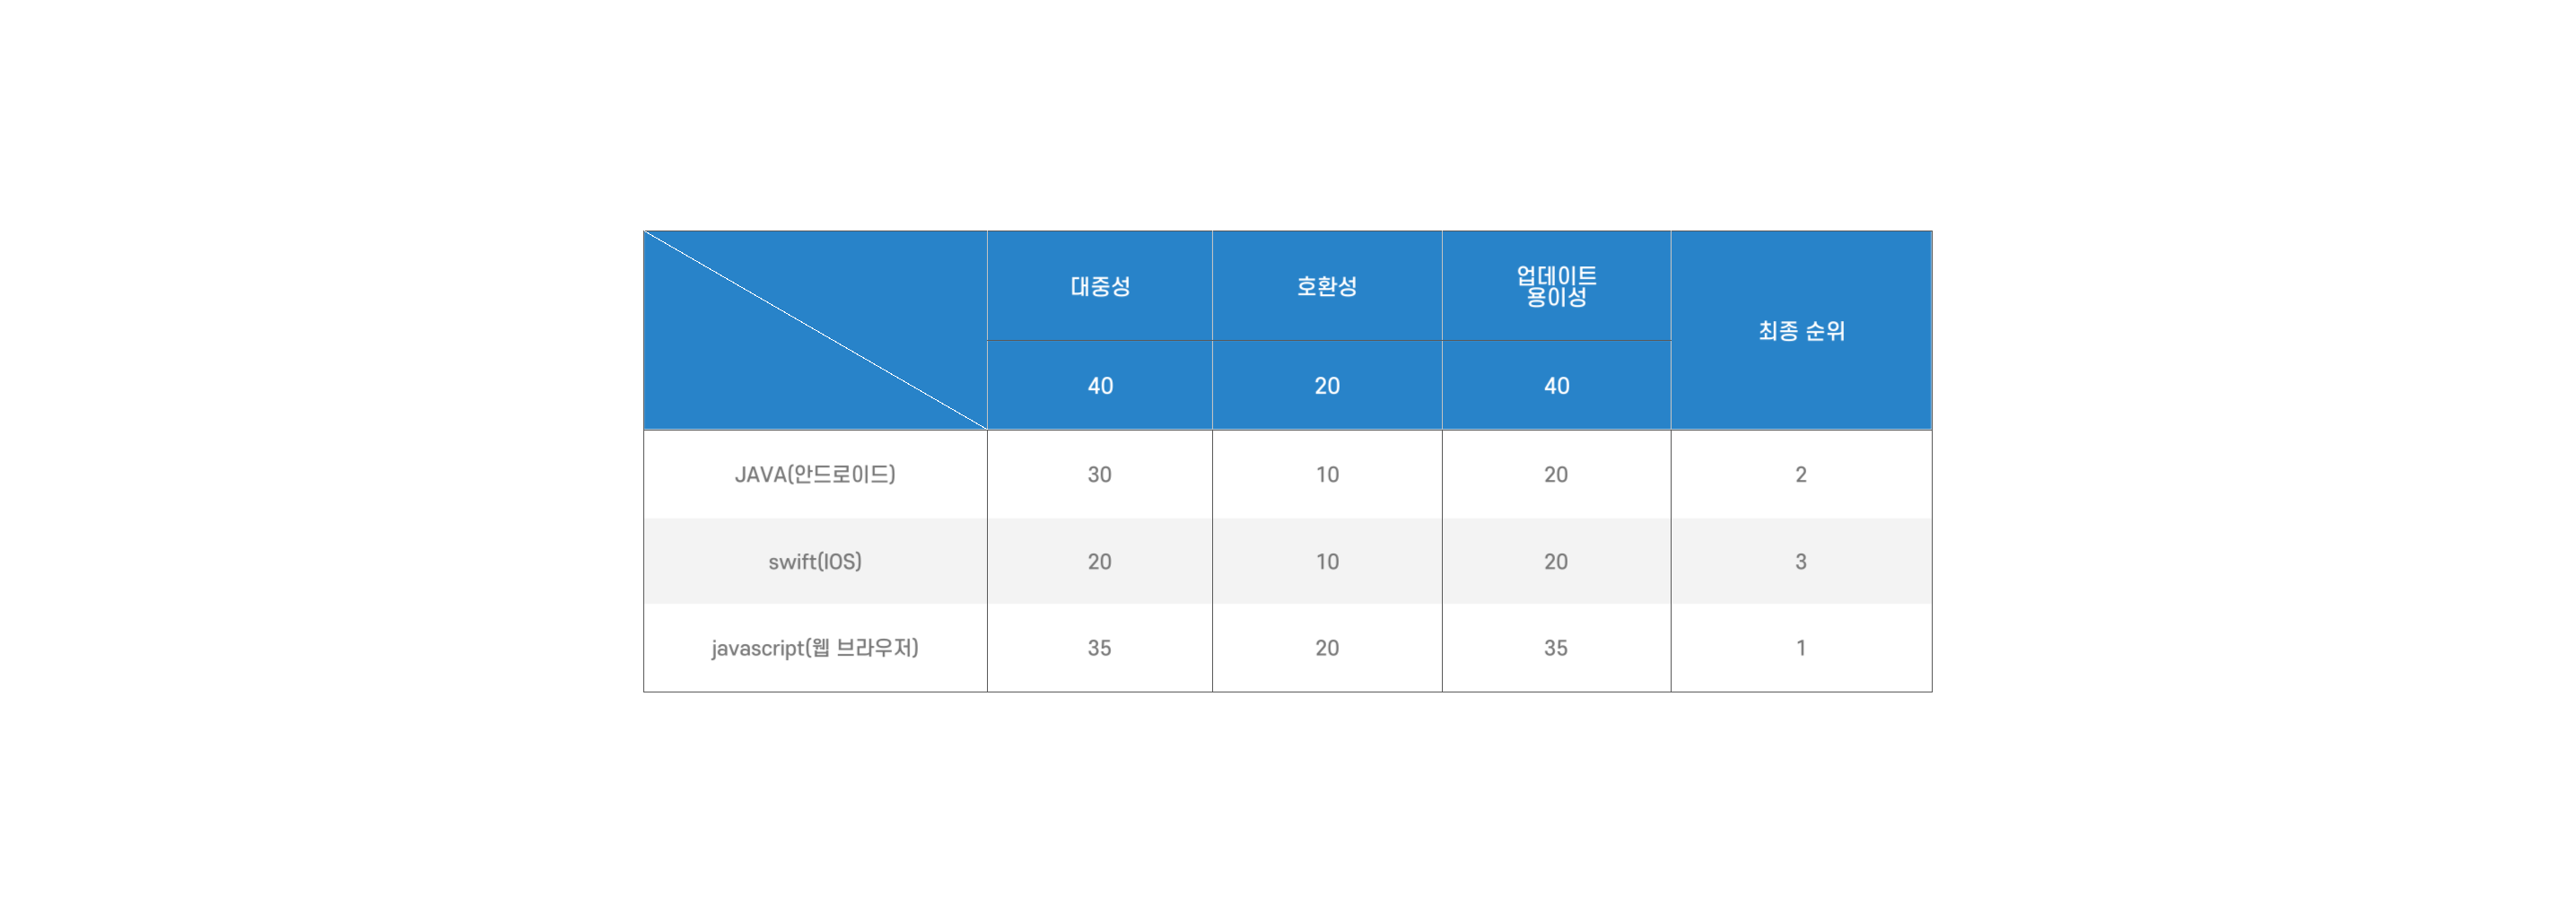 대중성 호환성 업데이트
용이성 최종 순위
40 20 40
JAVA(안드로이드) 30 10 20 2
swift(IOS) 20 10 20 3
javascript(웹 브라우저) 35 20 35 1